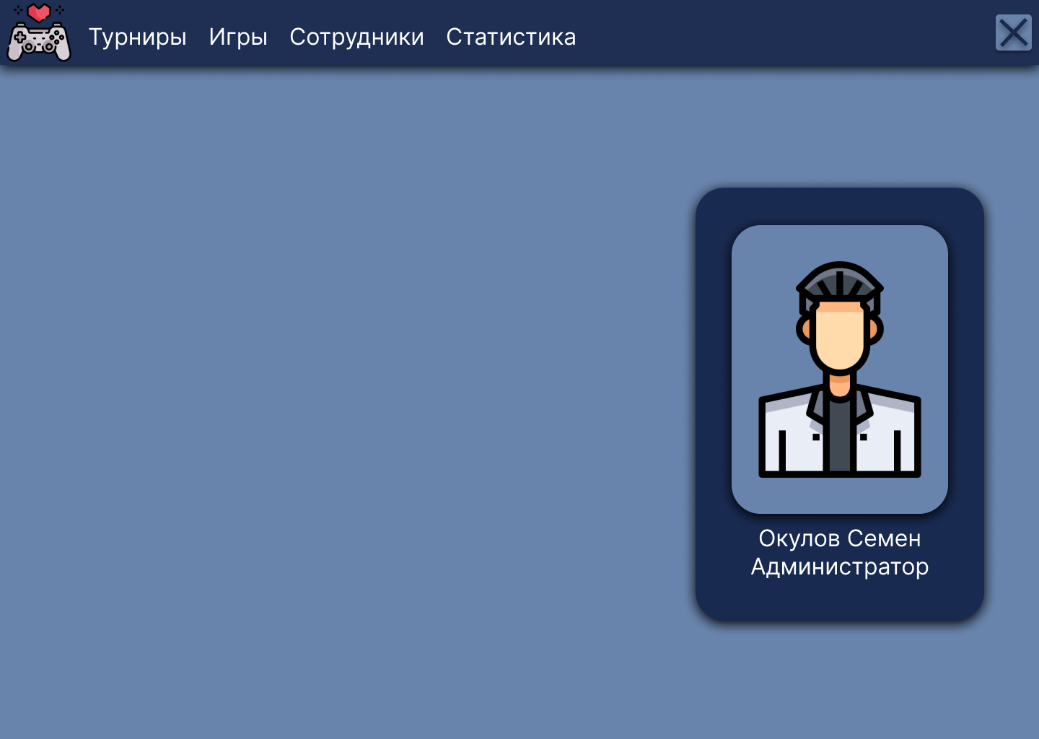 Турниры Игры Сотрудники Статистика
Окулов Семен
Администратор